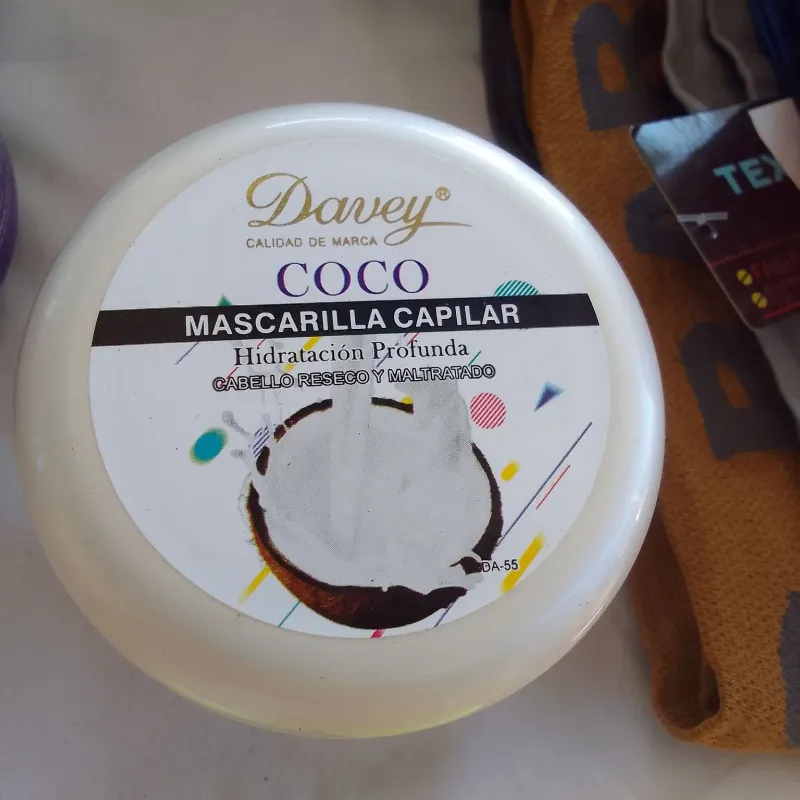 Davey®
CALIDAD DE MARCA
COCO
MASCARILLA CAPILAR
Hidratación Profunda
CABELLO RESECO Y MALTRATADO
DA-55